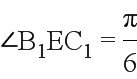 ∠B₁EC₁ = π/6